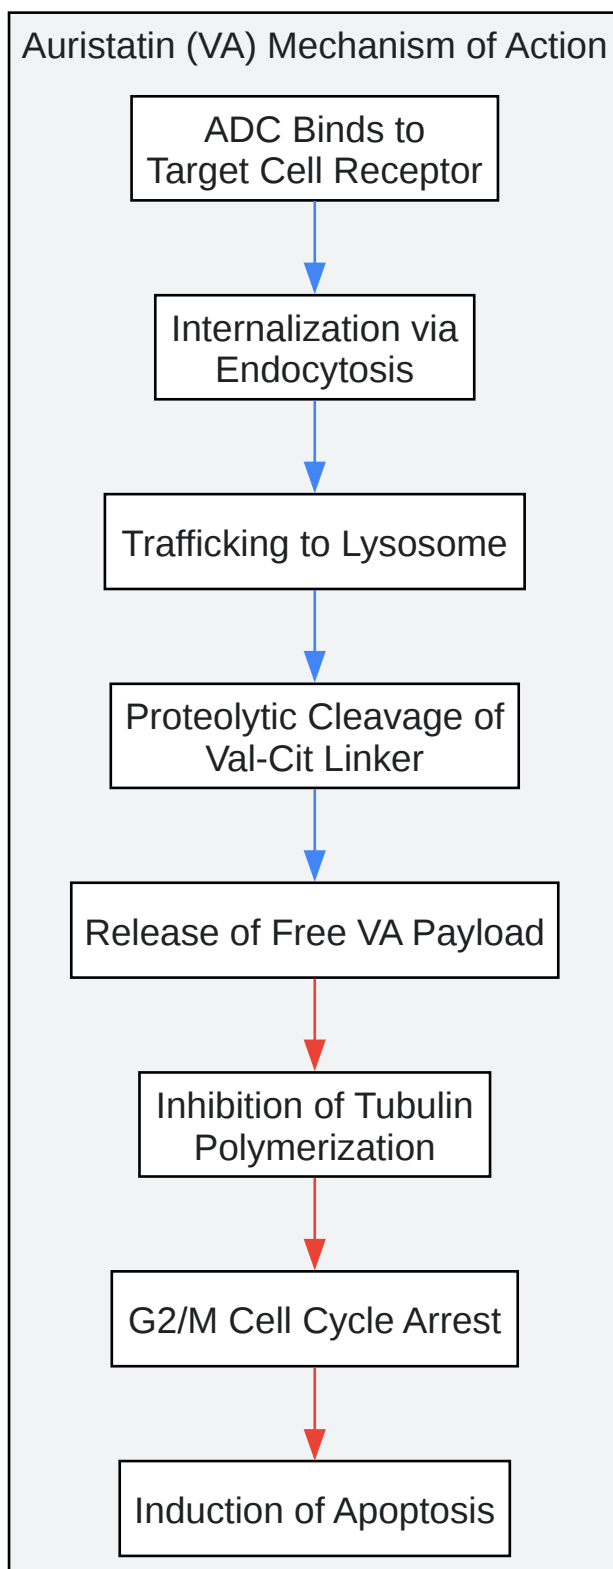 Auristatin (VA) Mechanism of Action
ADC Binds to
Target Cell Receptor
Internalization via
Endocytosis
Trafficking to Lysosome
Proteolytic Cleavage of
Val-Cit Linker
Release of Free VA Payload
Inhibition of Tubulin
Polymerization
G2/M Cell Cycle Arrest
Induction of Apoptosis